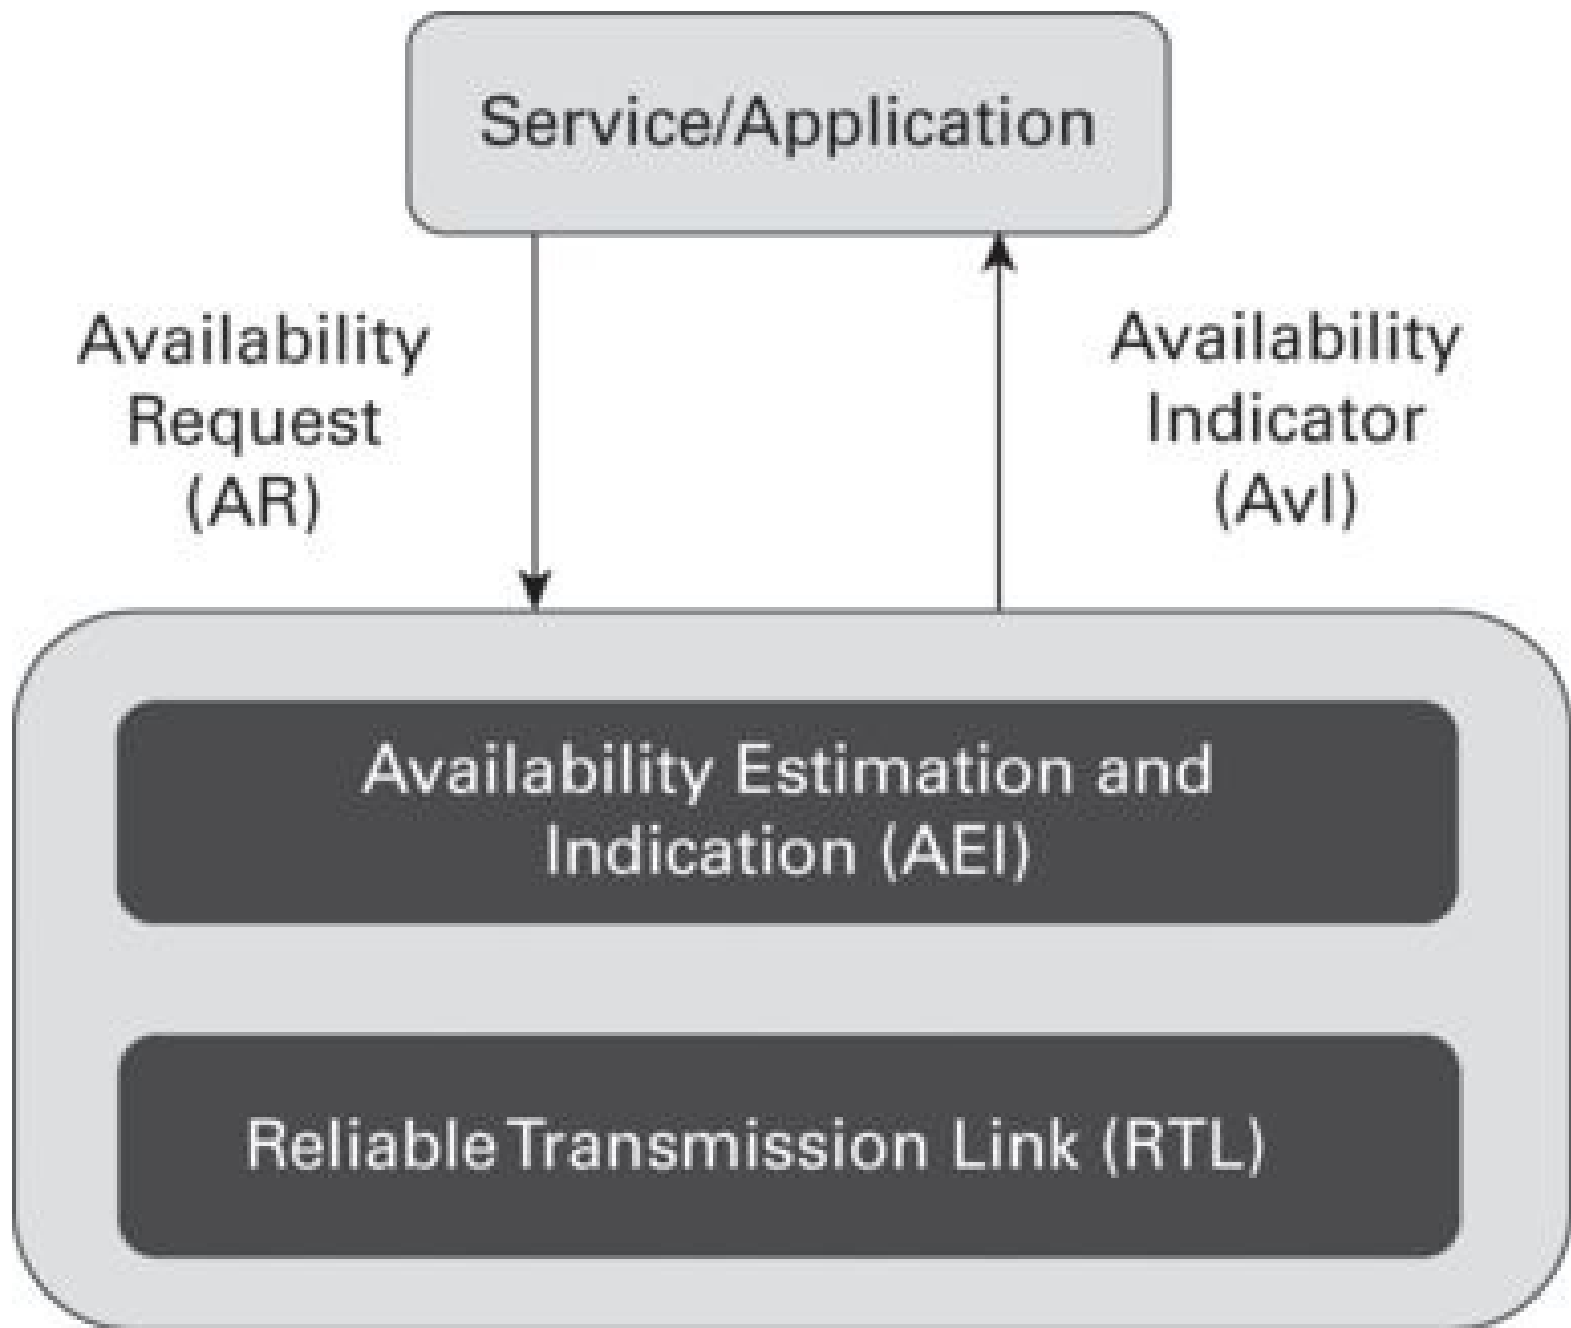 Service/Application
Availability
Request
(AR)
Availability
Indicator
(AvI)
Availability Estimation and
Indication (AEI)
Reliable Transmission Link (RTL)